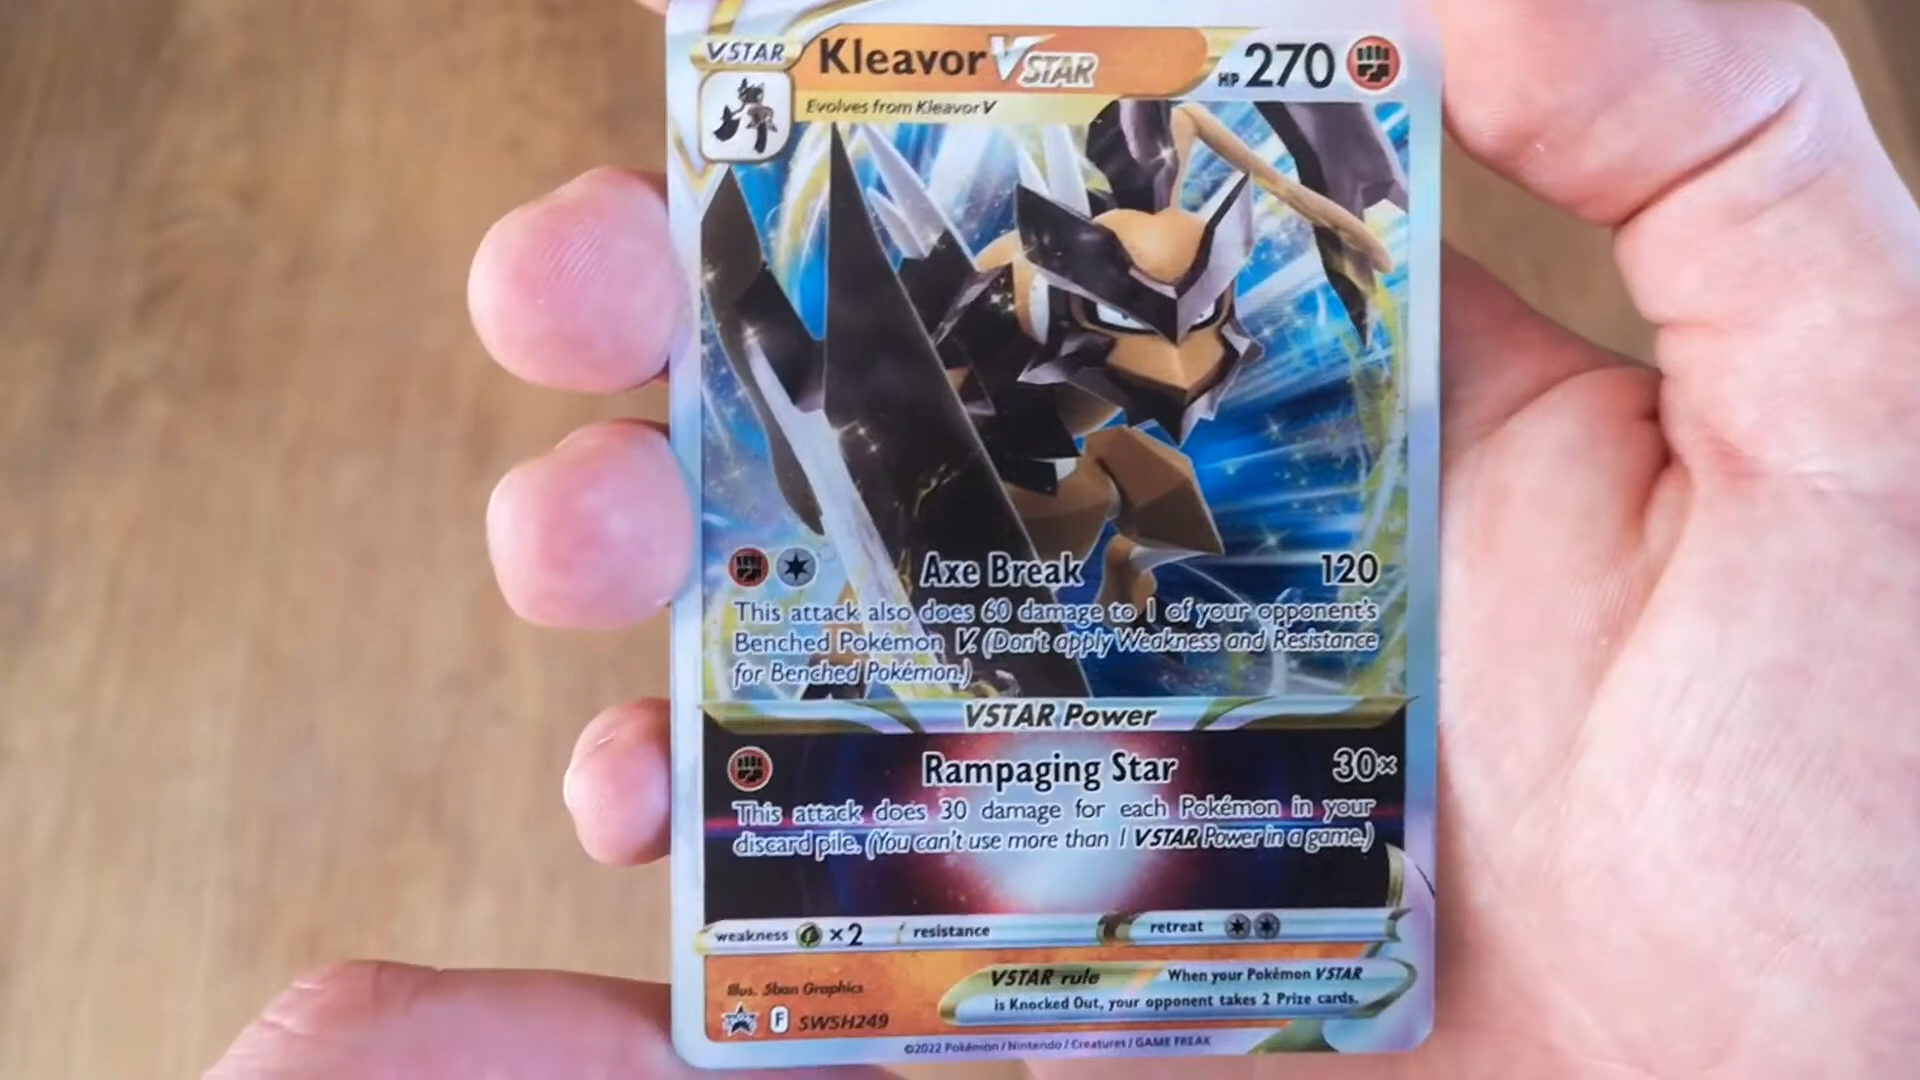 VSTAR Kleavor VSTAR HP 270
Evolves from Kleavor V
Axe Break 120
This attack also does 60 damage to 1 of your opponent's
Benched Pokémon V. (Don't apply Weakness and Resistance
for Benched Pokémon.)
VSTAR Power
Rampaging Star 30×
This attack does 30 damage for each Pokémon in your
discard pile. (You can't use more than 1 VSTAR Power in a game.)
weakness ×2 resistance retreat
Illus. 5ban Graphics
VSTAR rule When your Pokémon VSTAR
is Knocked Out, your opponent takes 2 Prize cards.
F SWSH249
©2022 Pokémon / Nintendo / Creatures / GAME FREAK